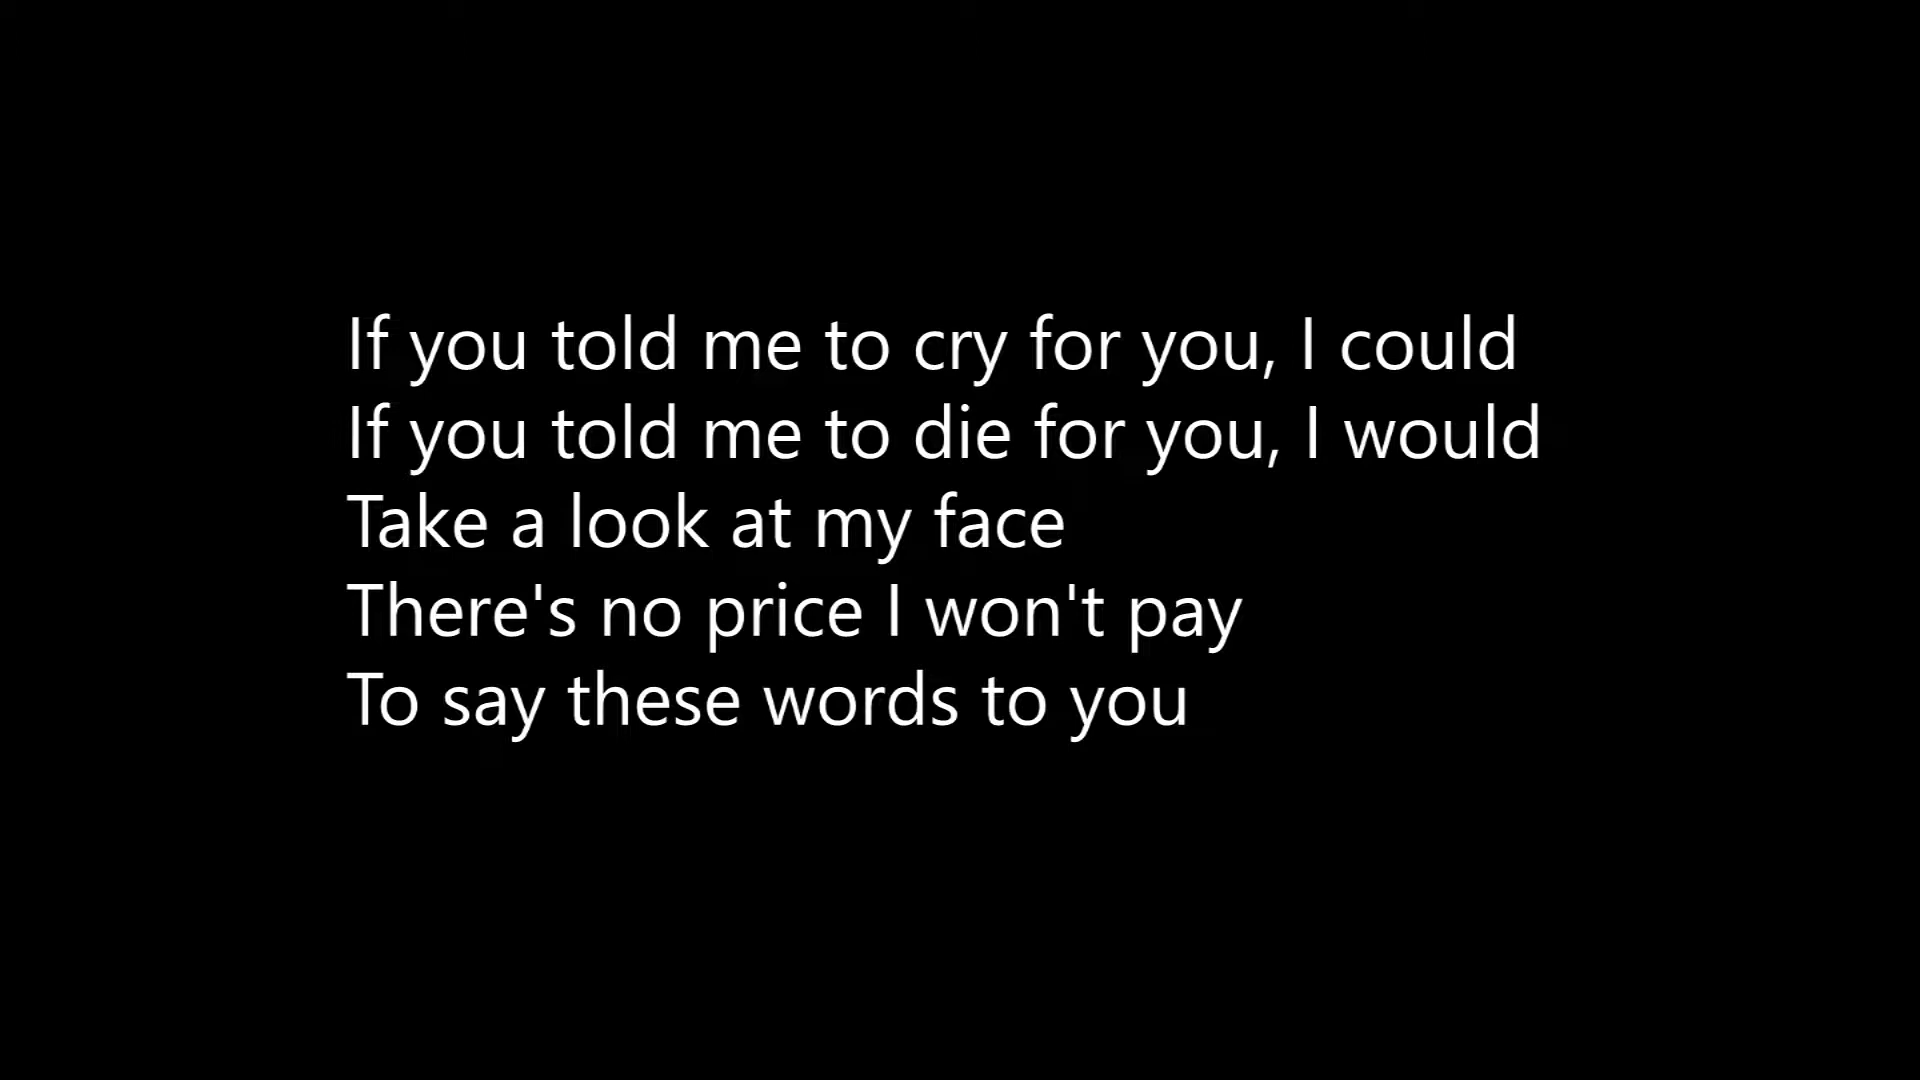 If you told me to cry for you, I could
If you told me to die for you, I would
Take a look at my face
There's no price I won't pay
To say these words to you